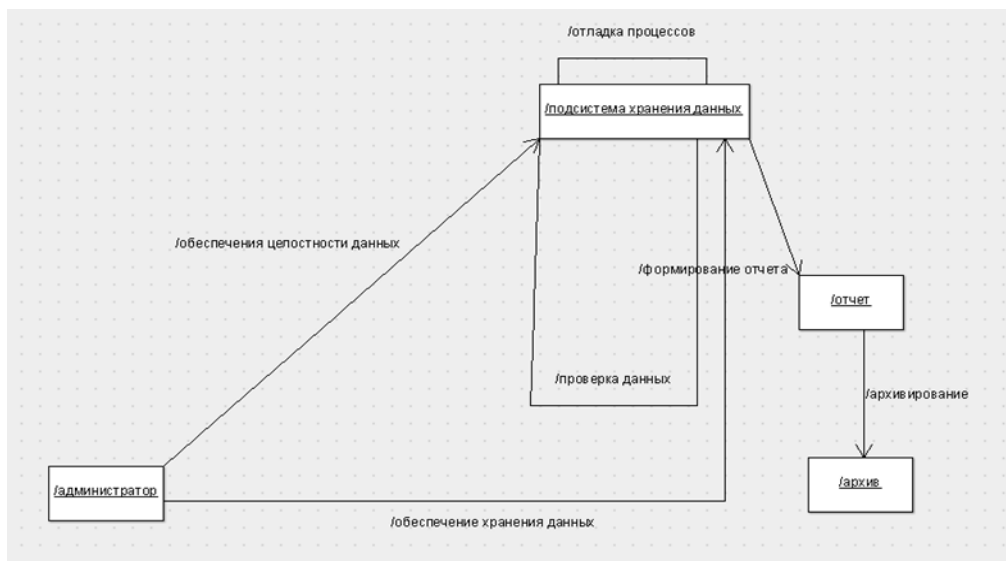 /отладка процессов
/подсистема хранения данных
/обеспечения целостности данных
/формирование отчета
/отчет
/проверка данных
/архивирование
/администратор
/архив
/обеспечение хранения данных